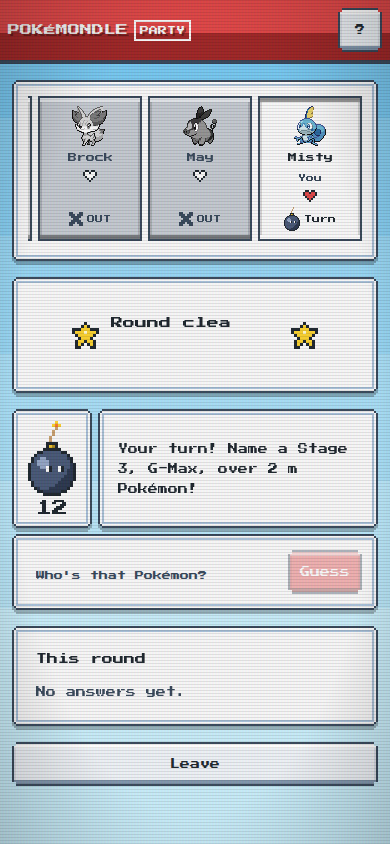 POKéMONDLE PARTY ?
Brock
OUT
May
OUT
Misty
You
Turn
Round clea
12
Your turn! Name a Stage
3, G-Max, over 2 m
Pokémon!
Who's that Pokémon?
Guess
This round
No answers yet.
Leave